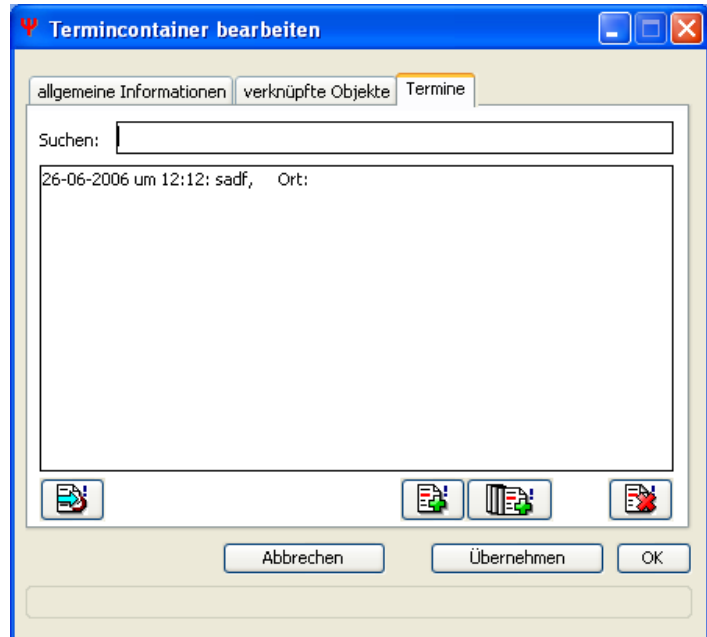 Termincontainer bearbeiten
allgemeine Informationen verknüpfte Objekte Termine
Suchen:
26-06-2006 um 12:12: sadf, Ort:
Abbrechen Übernehmen OK